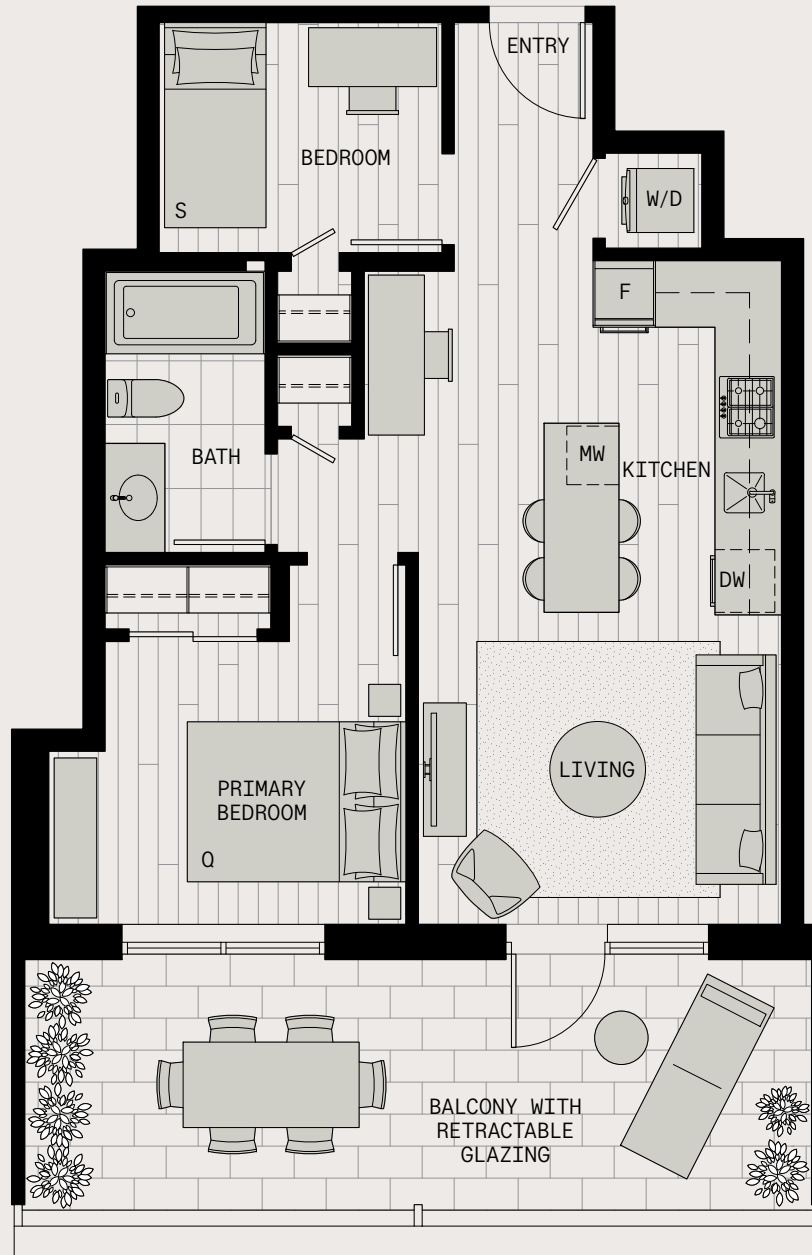 ENTRY
BEDROOM
W/D
S
F
MW
BATH
KITCHEN
DW
LIVING
PRIMARY
BEDROOM
Q
BALCONY WITH
RETRACTABLE
GLAZING